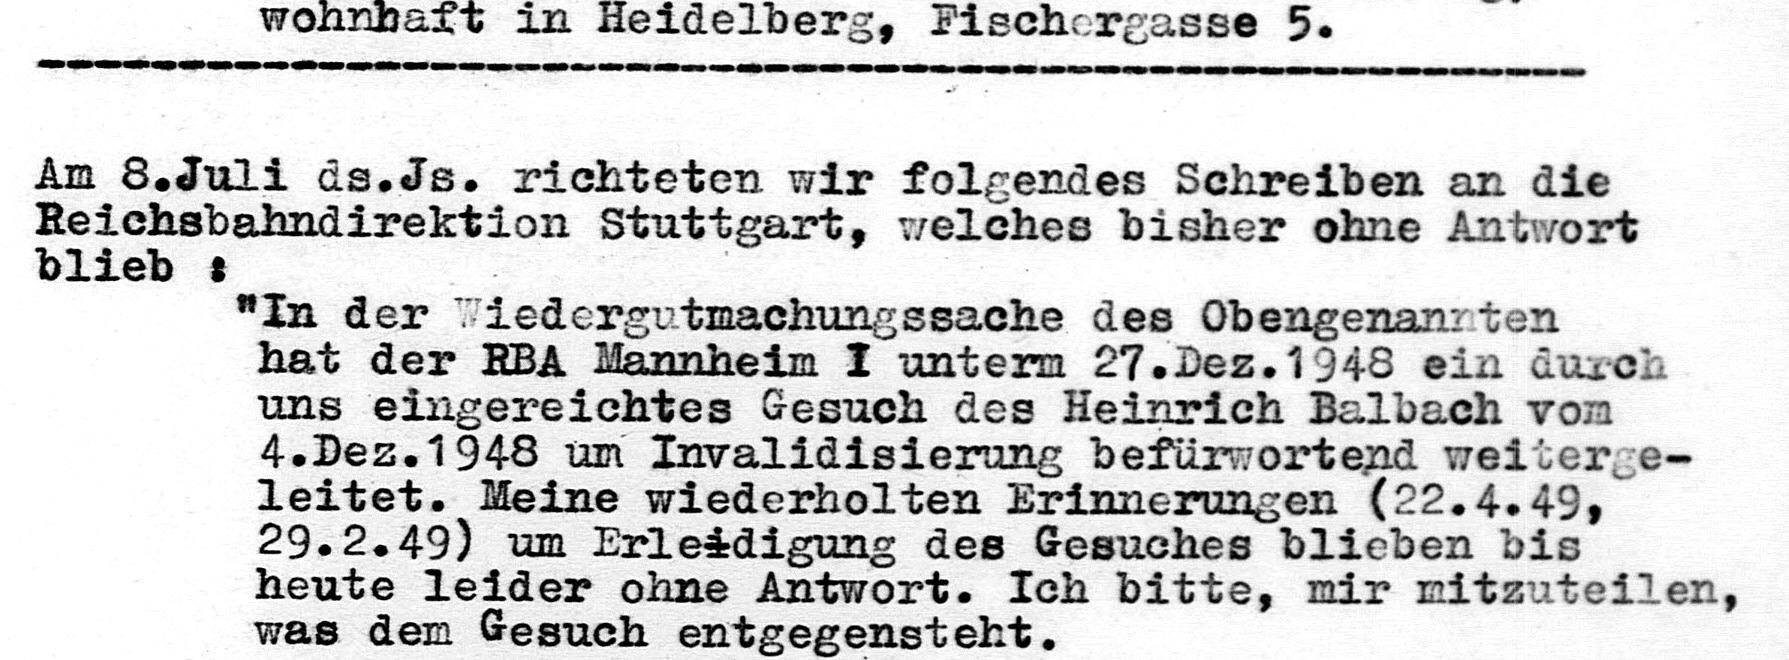 wohnhaft in Heidelberg, Fischergasse 5.
Am 8.Juli ds.Js. richteten wir folgendes Schreiben an die
Reichsbahndirektion Stuttgart, welches bisher ohne Antwort
blieb :
"In der Wiedergutmachungssache des Obengenannten
hat der RBA Mannheim I unterm 27.Dez.1948 ein durch
uns eingereichtes Gesuch des Heinrich Balbach vom
4.Dez.1948 um Invalidisierung befürwortend weiterge-
leitet. Meine wiederholten Erinnerungen (22.4.49,
29.2.49) um Erleidigung des Gesuches blieben bis
heute leider ohne Antwort. Ich bitte, mir mitzuteilen,
was dem Gesuch entgegensteht.